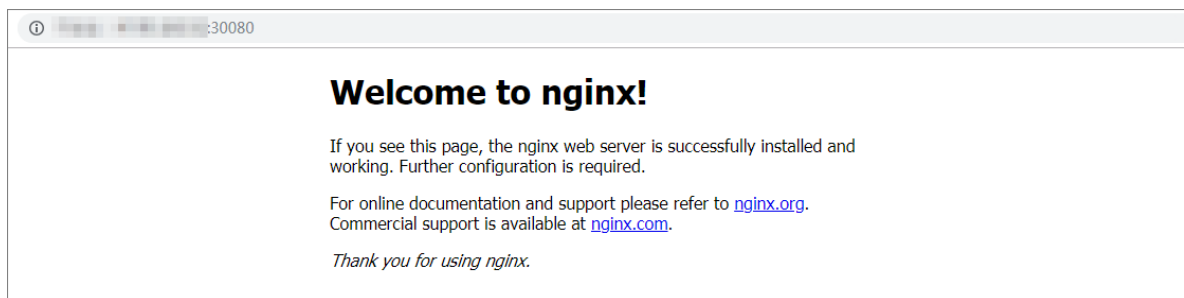 :30080
Welcome to nginx!
If you see this page, the nginx web server is successfully installed and
working. Further configuration is required.
For online documentation and support please refer to nginx.org.
Commercial support is available at nginx.com.
Thank you for using nginx.